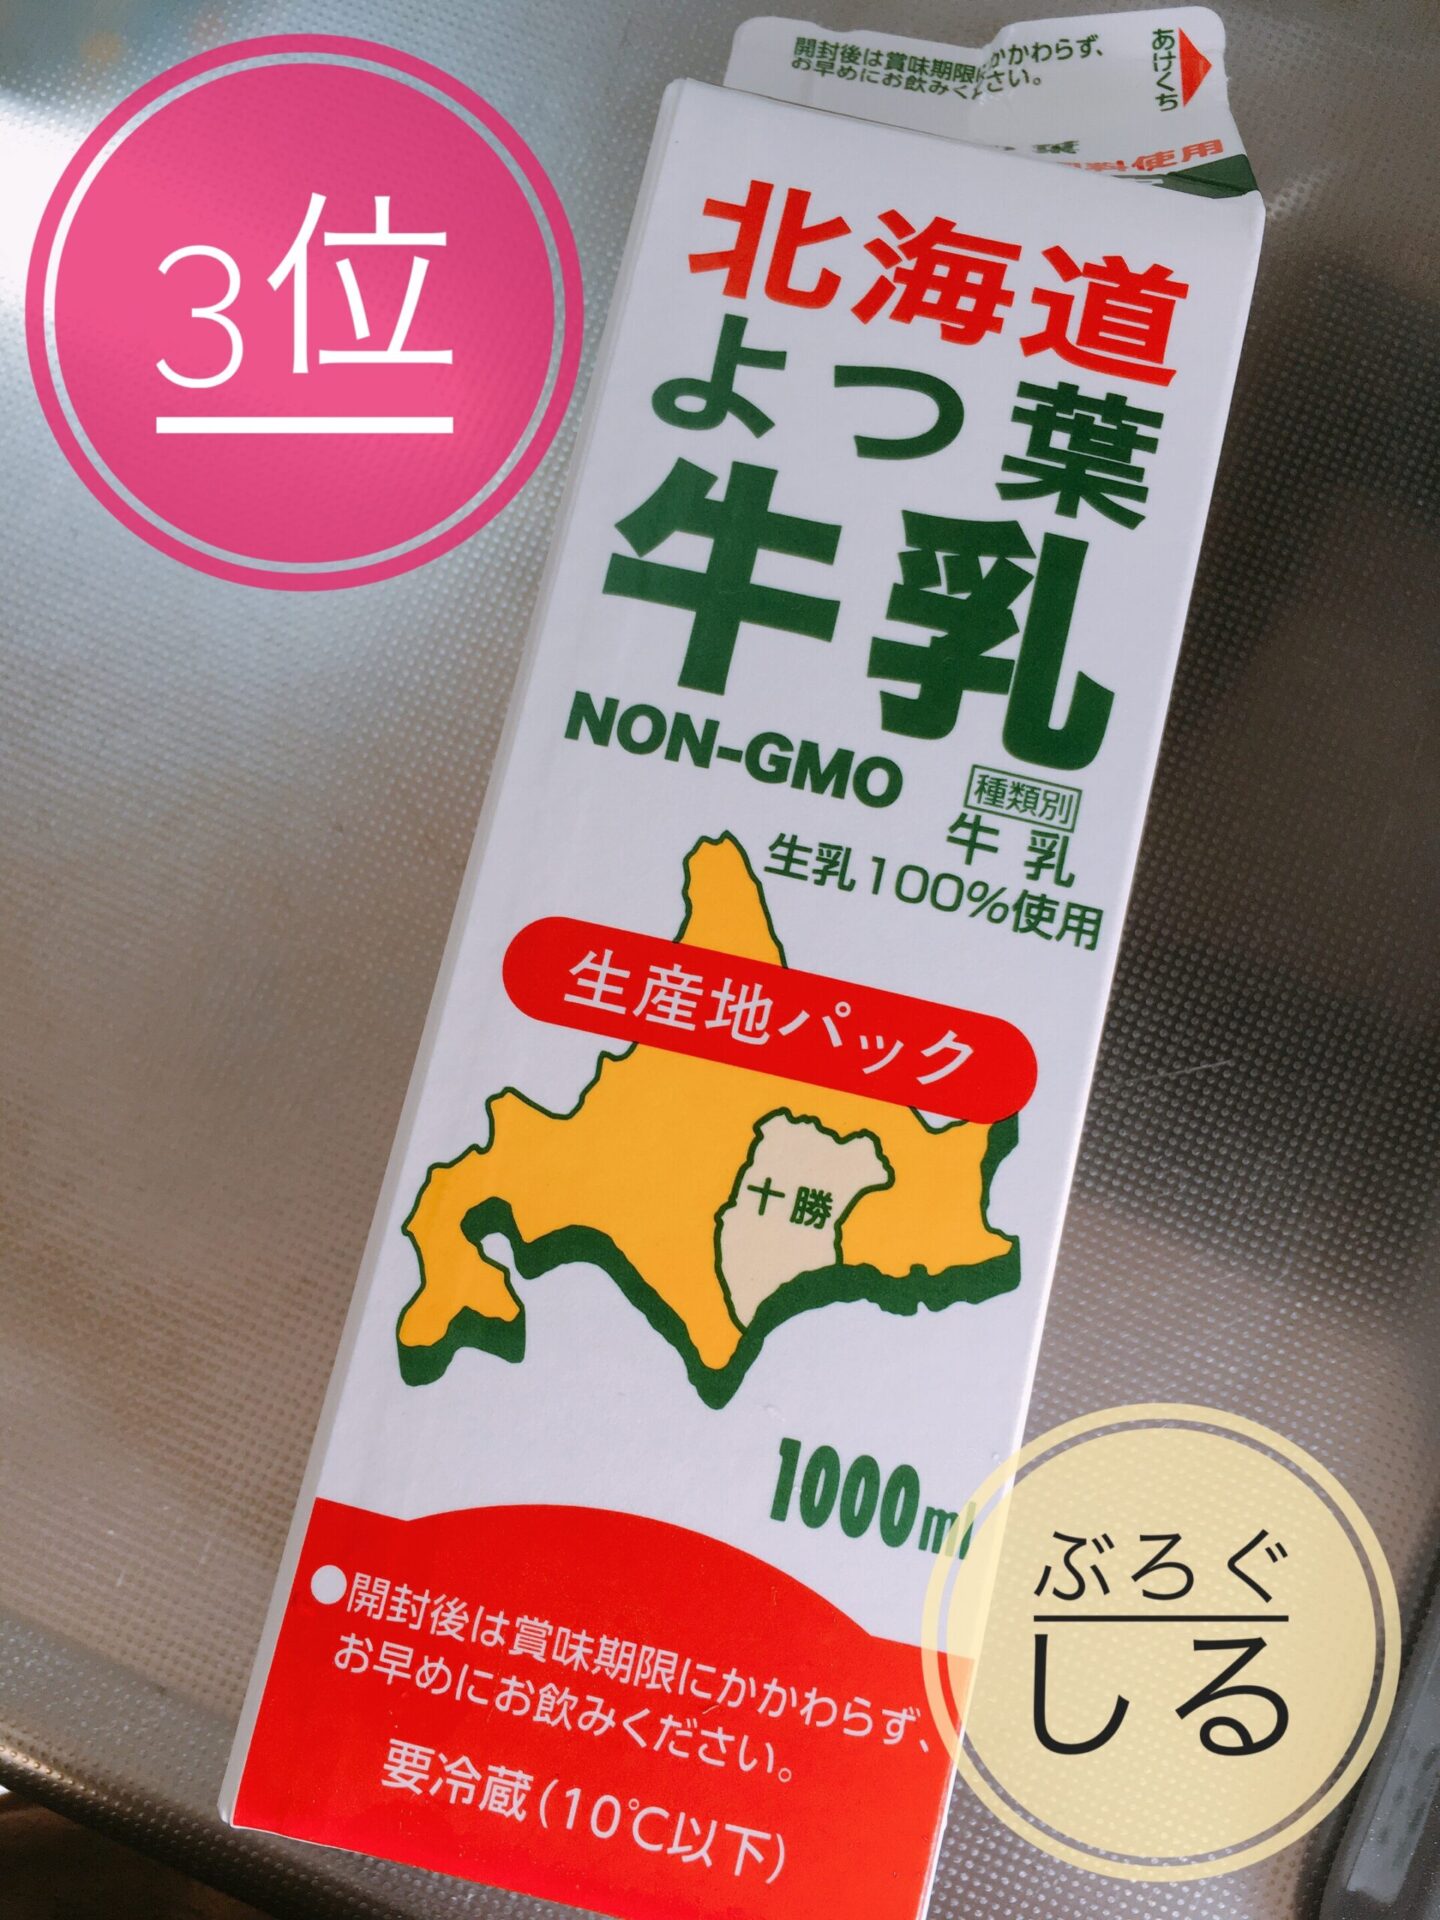 3位
開封後は賞味期限にかかわらず、
お早めにお飲みください。
あけくち
葉
料使用
北海道
よつ葉
牛乳
NON-GMO
種類別
牛乳
生乳100%使用
生産地パック
十勝
1000ml
●開封後は賞味期限にかかわらず、
お早めにお飲みください。
要冷蔵(10℃以下)
ぶろぐ
しる